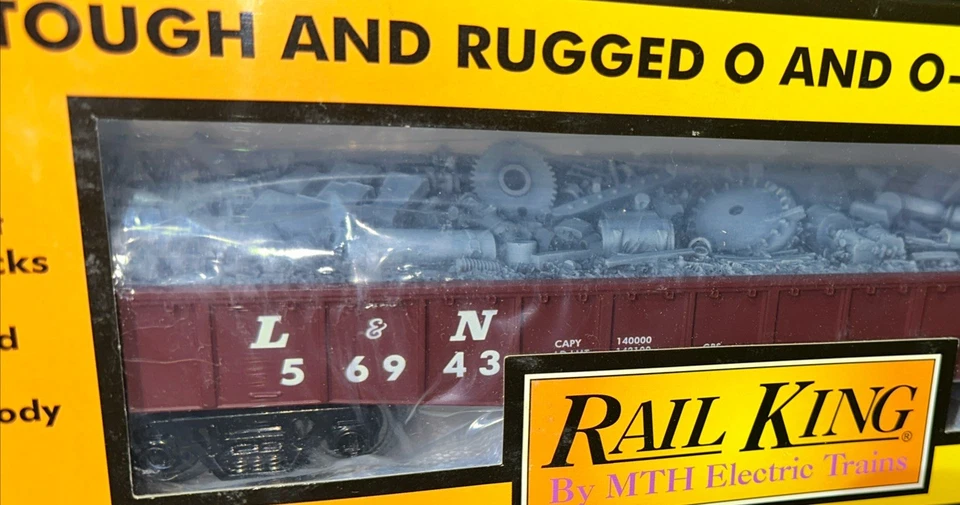 TOUGH AND RUGGED O AND O-
cks
d
ody
L & N
5 69 43
CAPY 140000
RAIL KING®
By MTH Electric Trains